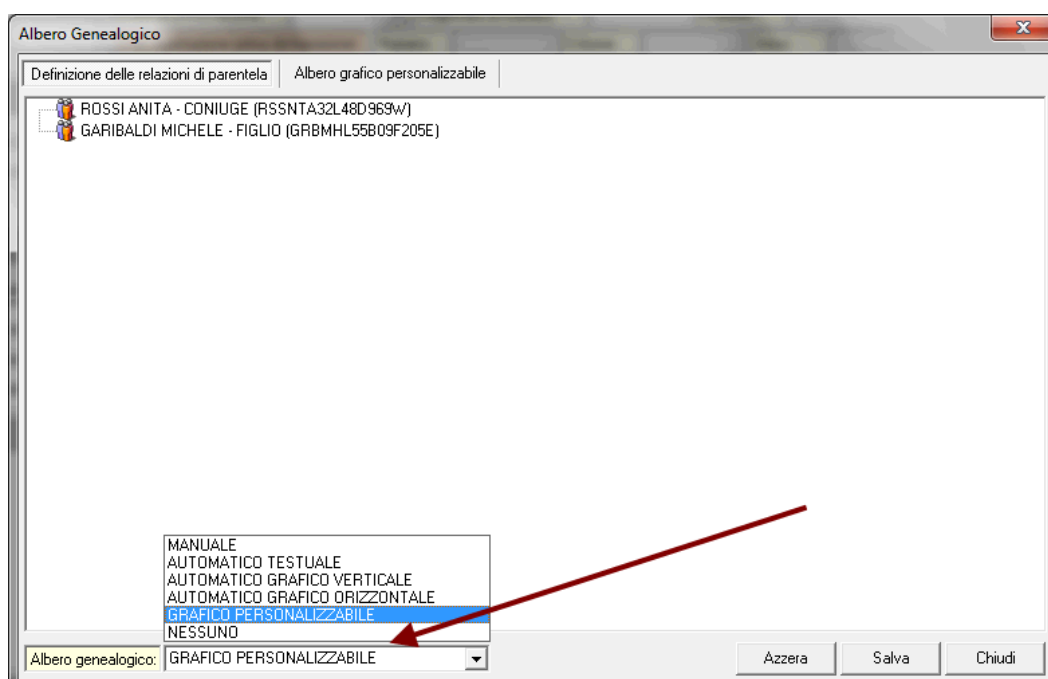 Albero Genealogico
Definizione delle relazioni di parentela
Albero grafico personalizzabile
ROSSI ANITA - CONIUGE (RSSNTA32L48D969W)
GARIBALDI MICHELE - FIGLIO (GRBMHL55B09F205E)
MANUALE
AUTOMATICO TESTUALE
AUTOMATICO GRAFICO VERTICALE
AUTOMATICO GRAFICO ORIZZONTALE
GRAFICO PERSONALIZZABILE
NESSUNO
Albero genealogico: GRAFICO PERSONALIZZABILE
Azzera
Salva
Chiudi